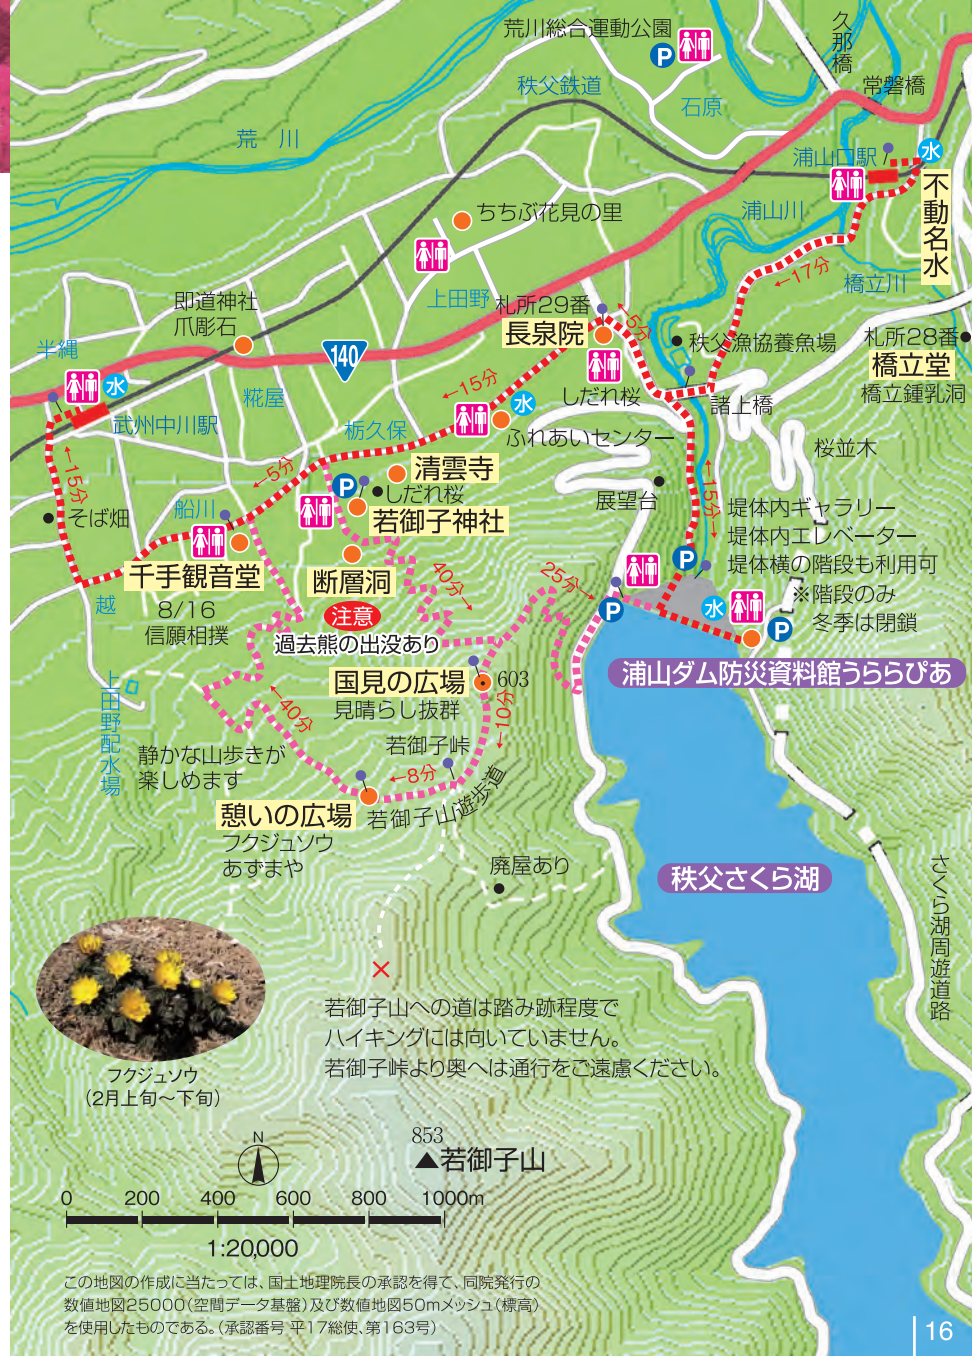 荒川総合運動公園
P
久那橋
常磐橋
秩父鉄道
石原
荒　川
浦山口駅
水
不動名水
浦山川
ちちぶ花見の里
←17分
橋立川
上田野
札所29番
長泉院
←5分
即道神社
爪彫石
半縄
140
秩父漁協養魚場
札所28番
橋立堂
橋立鍾乳洞
水
糀屋
←15分
しだれ桜
諸上橋
武州中川駅
栃久保
水
ふれあいセンター
桜並木
←15分
←5分
清雲寺
P
しだれ桜
展望台
←15分→
堤体内ギャラリー
堤体内エレベーター
堤体横の階段も利用可
※階段のみ
冬季は閉鎖
そば畑
船川
若御子神社
千手観音堂
断層洞
40分→
25分→
P
P
水
P
越
8/16
信願相撲
注意
過去熊の出没あり
浦山ダム防災資料館うららぴあ
国見の広場
603
見晴らし抜群
上田野配水場
←40分
←10分
静かな山歩きが
楽しめます
若御子峠
←8分
憩いの広場
若御子山遊歩道
フクジュソウ
あずまや
廃屋あり
秩父さくら湖
さくら湖周遊道路
若御子山への道は踏み跡程度で
ハイキングには向いていません。
若御子峠より奥へは通行をご遠慮ください。
フクジュソウ
（2月上旬～下旬）
853
▲若御子山
N
0 200 400 600 800 1000m
1:20,000
この地図の作成に当たっては、国土地理院長の承認を得て、同院発行の
数値地図25000（空間データ基盤）及び数値地図50mメッシュ（標高）
を使用したものである。（承認番号 平17総使、第163号）
16